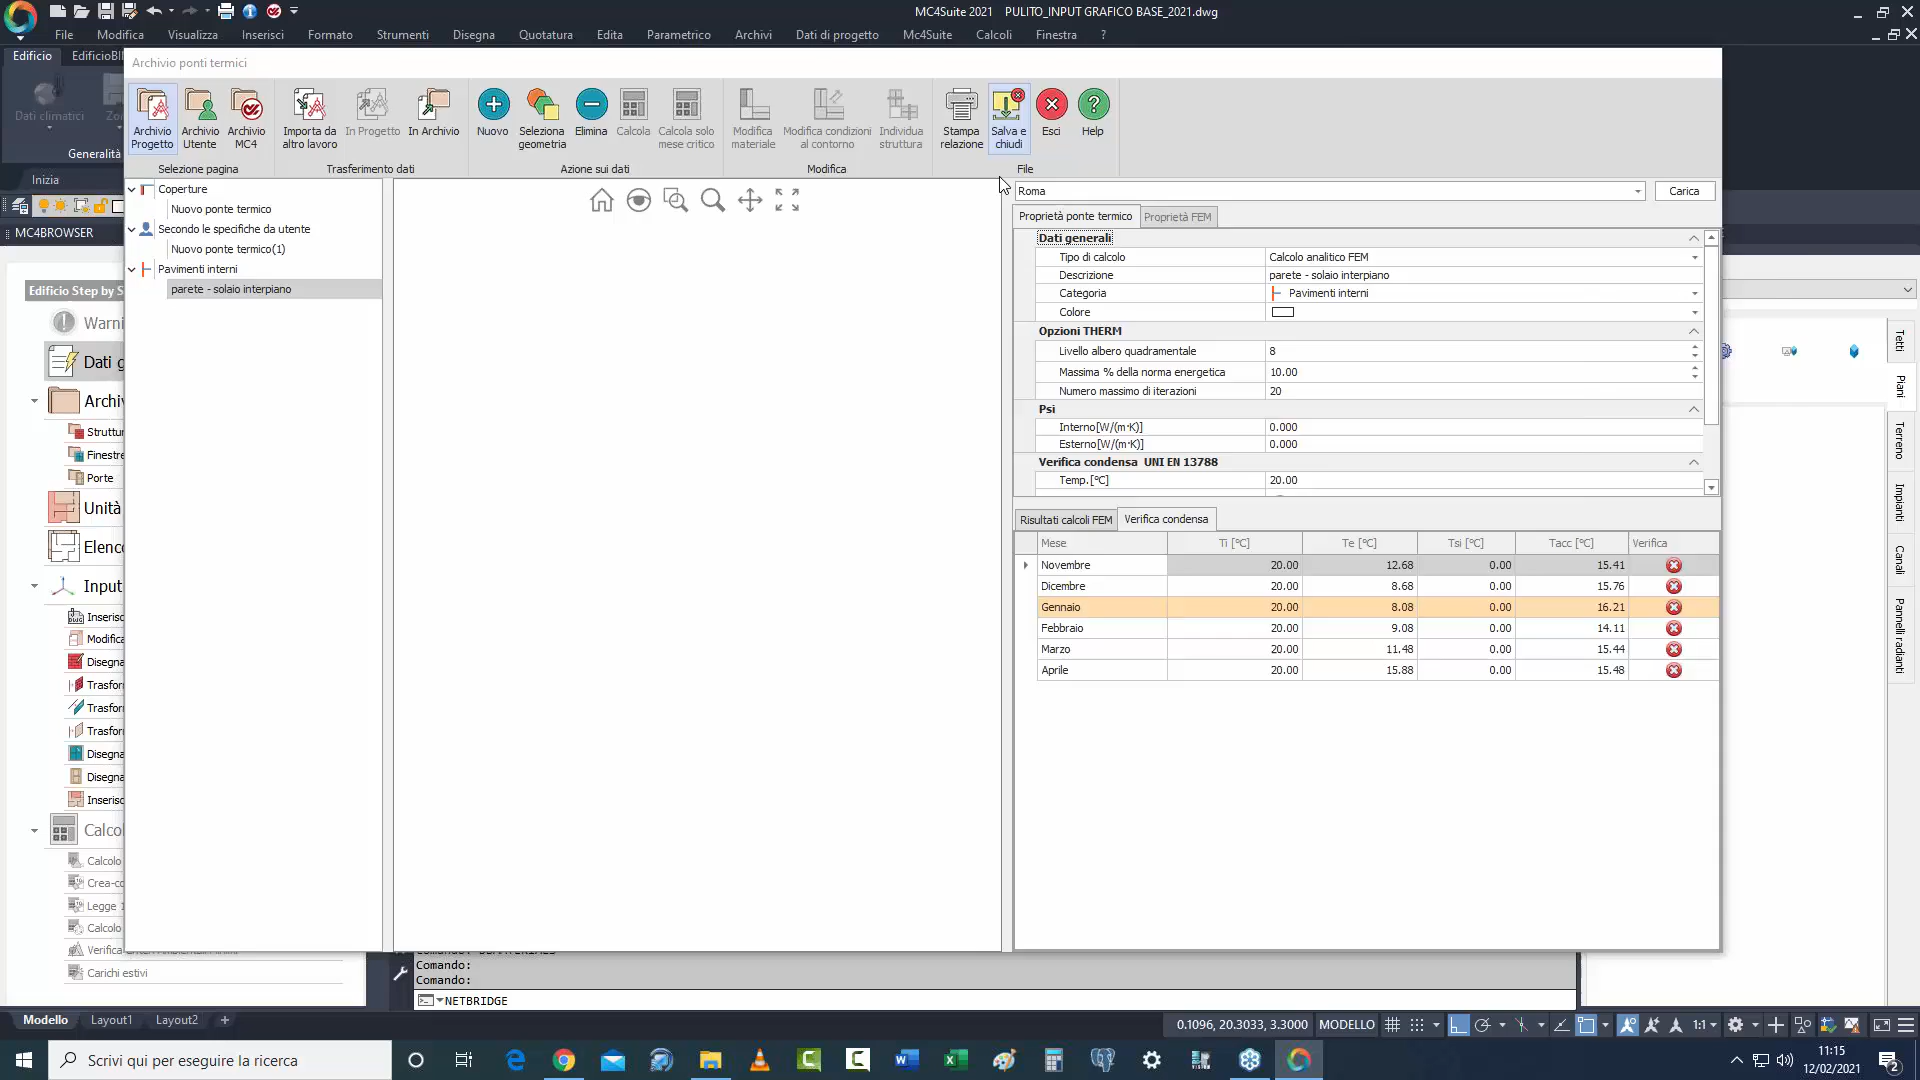 MC4Suite 2021 PULITO_INPUT GRAFICO BASE_2021.dwg
File Modifica Visualizza Inserisci Formato Strumenti Disegna Quotatura Edita Parametrico Archivi Dati di progetto Mc4Suite Calcoli Finestra ?
Edificio EdificioBI
Archivio ponti termici
Dati climatici Zo
Generalità
Archivio Progetto
Archivio Utente
Archivio MC4
Importa da altro lavoro
In Progetto
In Archivio
Nuovo
Seleziona geometria
Elimina
Calcola
Calcola solo mese critico
Modifica materiale
Modifica condizioni al contorno
Individua struttura
Stampa relazione
Salva e chiudi
Esci
Help
Selezione pagina Trasferimento dati Azione sui dati Modifica File
Inizia
MC4BROWSER
Coperture
Nuovo ponte termico
Secondo le specifiche da utente
Nuovo ponte termico(1)
Pavimenti interni
parete - solaio interpiano
Roma Carica
Proprietà ponte termico Proprietà FEM
Dati generali
Tipo di calcolo Calcolo analitico FEM
Descrizione parete - solaio interpiano
Categoria Pavimenti interni
Colore
Opzioni THERM
Livello albero quadramentale 8
Massima % della norma energetica 10.00
Numero massimo di iterazioni 20
Psi
Interno[W/(m·K)] 0.000
Esterno[W/(m·K)] 0.000
Verifica condensa UNI EN 13788
Temp.[°C] 20.00
Risultati calcoli FEM Verifica condensa
Mese Ti [°C] Te [°C] Tsi [°C] Tacc [°C] Verifica
Novembre 20.00 12.68 0.00 15.41
Dicembre 20.00 8.68 0.00 15.76
Gennaio 20.00 8.08 0.00 16.21
Febbraio 20.00 9.08 0.00 14.11
Marzo 20.00 11.48 0.00 15.44
Aprile 20.00 15.88 0.00 15.48
Edificio Step by S
Warni
Dati g
Archiv
Struttur
Finestre
Porte
Unità
Elenco
Input
Inserisc
Modifica
Disegna
Trasfor
Trasfor
Trasfor
Disegna
Disegna
Inserisc
Calcol
Calcolo
Crea-co
Legge
Calcolo
Verifica
Carichi estivi
Tetti
Piani
Terreno
Impianti
Canali
Pannelli radianti
Comando:
Comando:
NETBRIDGE
Modello Layout1 Layout2 +
0.1096, 20.3033, 3.3000 MODELLO 1:1
Scrivi qui per eseguire la ricerca
11:15
12/02/2021
2